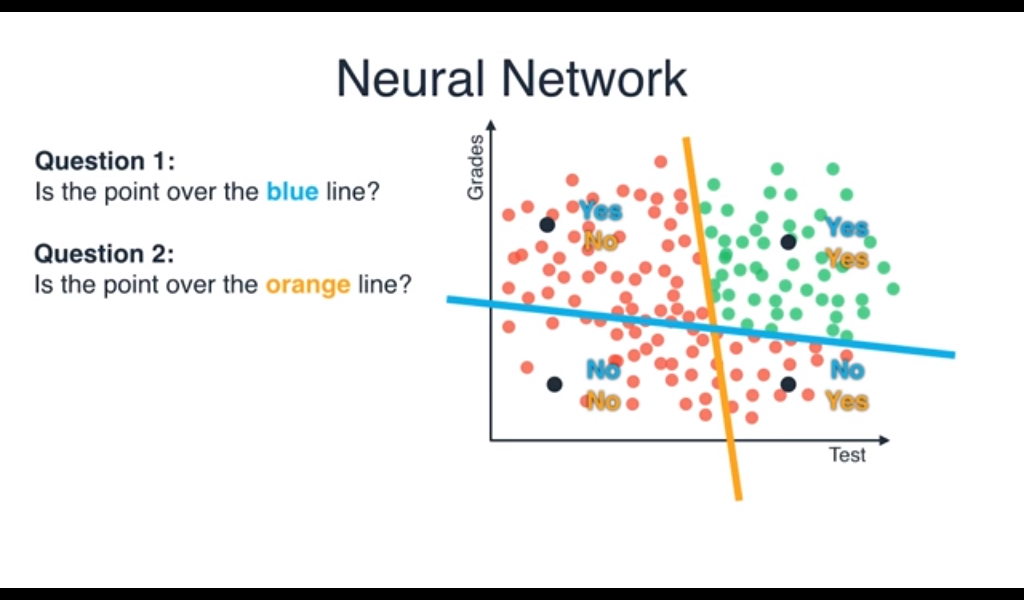 Neural Network
Question 1:
Is the point over the blue line?
Question 2:
Is the point over the orange line?
Grades
Yes
No
Yes
Yes
No
No
No
Yes
Test